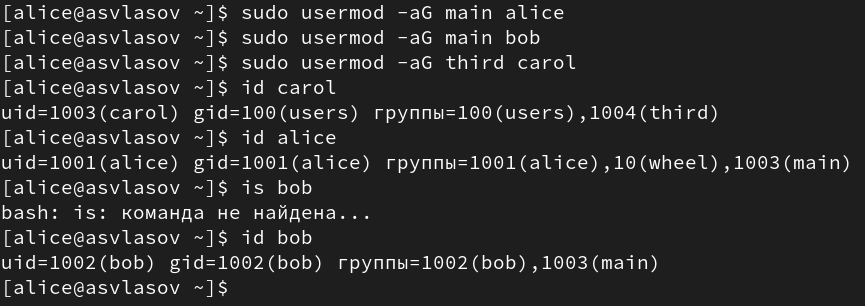 [alice@asvlasov ~]$ sudo usermod -aG main alice
[alice@asvlasov ~]$ sudo usermod -aG main bob
[alice@asvlasov ~]$ sudo usermod -aG third carol
[alice@asvlasov ~]$ id carol
uid=1003(carol) gid=100(users) группы=100(users),1004(third)
[alice@asvlasov ~]$ id alice
uid=1001(alice) gid=1001(alice) группы=1001(alice),10(wheel),1003(main)
[alice@asvlasov ~]$ is bob
bash: is: команда не найдена...
[alice@asvlasov ~]$ id bob
uid=1002(bob) gid=1002(bob) группы=1002(bob),1003(main)
[alice@asvlasov ~]$